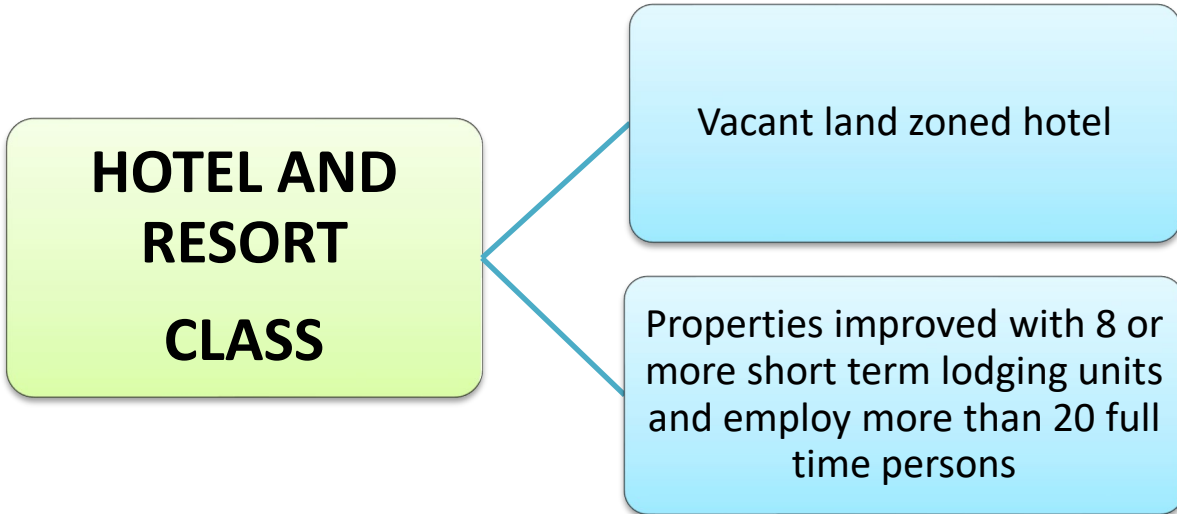 HOTEL AND
RESORT
CLASS
Vacant land zoned hotel
Properties improved with 8 or
more short term lodging units
and employ more than 20 full
time persons